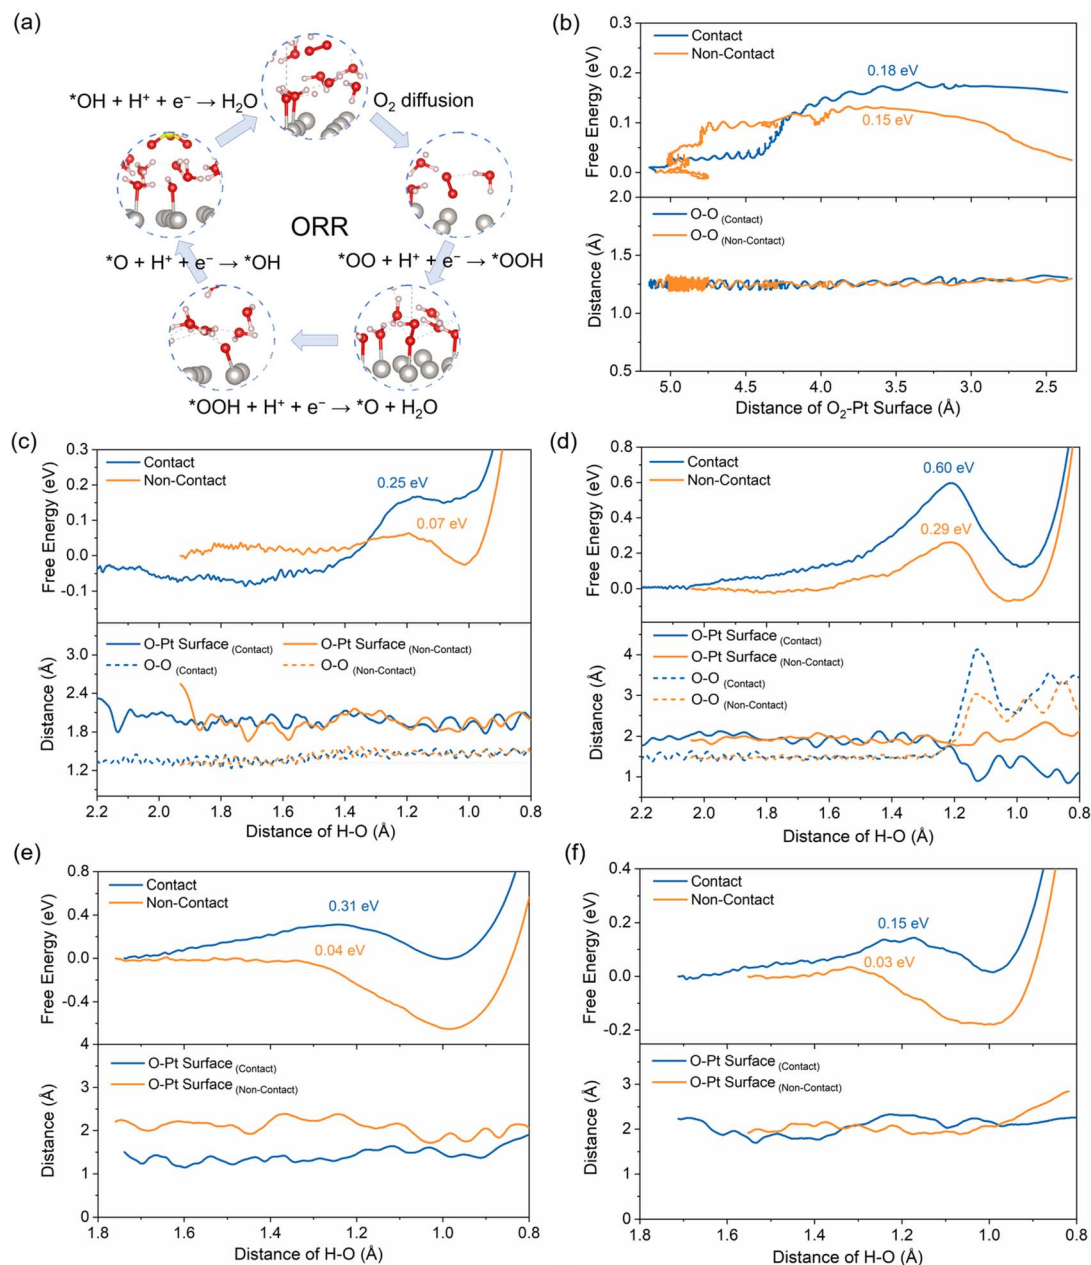 (a)
*OH + H⁺ + e⁻ → H₂O
O₂ diffusion
ORR
*O + H⁺ + e⁻ → *OH
*OO + H⁺ + e⁻ → *OOH
*OOH + H⁺ + e⁻ → *O + H₂O
(b)
Contact
Non-Contact
0.18 eV
0.15 eV
Free Energy (eV)
0.3
0.2
0.1
0.0
O-O (Contact)
O-O (Non-Contact)
Distance (Å)
2.0
1.5
1.0
0.5
5.0 4.5 4.0 3.5 3.0 2.5
Distance of O₂-Pt Surface (Å)
(c)
Contact
Non-Contact
0.25 eV
0.07 eV
Free Energy (eV)
0.3
0.2
0.1
0.0
-0.1
O-Pt Surface (Contact)
O-Pt Surface (Non-Contact)
O-O (Contact)
O-O (Non-Contact)
Distance (Å)
3.0
2.4
1.8
1.2
2.2 2.0 1.8 1.6 1.4 1.2 1.0 0.8
Distance of H-O (Å)
(d)
Contact
Non-Contact
0.60 eV
0.29 eV
Free Energy (eV)
0.8
0.6
0.4
0.2
0.0
O-Pt Surface (Contact)
O-Pt Surface (Non-Contact)
O-O (Contact)
O-O (Non-Contact)
Distance (Å)
4
3
2
1
2.2 2.0 1.8 1.6 1.4 1.2 1.0 0.8
Distance of H-O (Å)
(e)
Contact
Non-Contact
0.31 eV
0.04 eV
Free Energy (eV)
0.8
0.4
0.0
-0.4
O-Pt Surface (Contact)
O-Pt Surface (Non-Contact)
Distance (Å)
4
3
2
1
0
1.8 1.6 1.4 1.2 1.0 0.8
Distance of H-O (Å)
(f)
Contact
Non-Contact
0.15 eV
0.03 eV
Free Energy (eV)
0.4
0.2
0.0
-0.2
O-Pt Surface (Contact)
O-Pt Surface (Non-Contact)
Distance (Å)
3
2
1
0
1.8 1.6 1.4 1.2 1.0 0.8
Distance of H-O (Å)